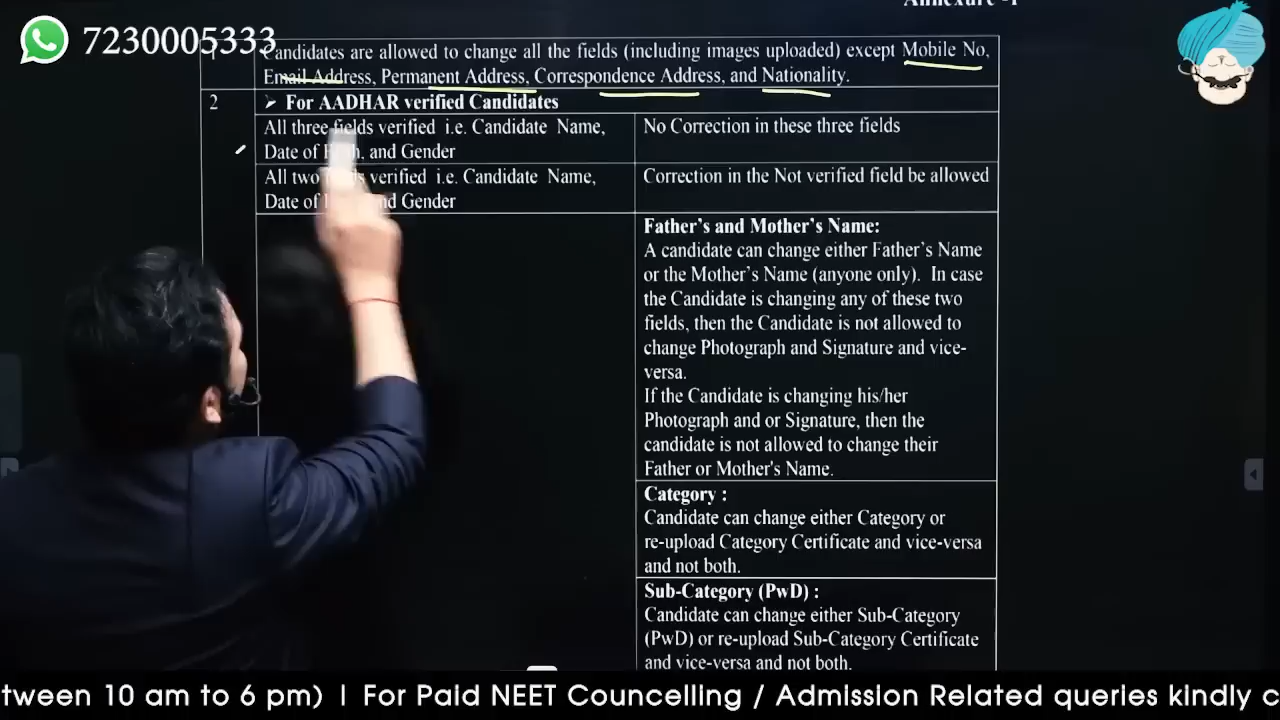 Annexure -I
7230005333
1
Candidates are allowed to change all the fields (including images uploaded) except Mobile No,
Email Address, Permanent Address, Correspondence Address, and Nationality.
2
➢ For AADHAR verified Candidates
All three fields verified i.e. Candidate Name,
Date of Birth, and Gender
No Correction in these three fields
All two verified i.e. Candidate Name,
Date of and Gender
Correction in the Not verified field be allowed
Father's and Mother's Name:
A candidate can change either Father's Name
or the Mother's Name (anyone only). In case
the Candidate is changing any of these two
fields, then the Candidate is not allowed to
change Photograph and Signature and vice-
versa.
If the Candidate is changing his/her
Photograph and or Signature, then the
candidate is not allowed to change their
Father or Mother's Name.
Category :
Candidate can change either Category or
re-upload Category Certificate and vice-versa
and not both.
Sub-Category (PwD) :
Candidate can change either Sub-Category
(PwD) or re-upload Sub-Category Certificate
and vice-versa and not both.
tween 10 am to 6 pm) I For Paid NEET Councelling / Admission Related queries kindly c